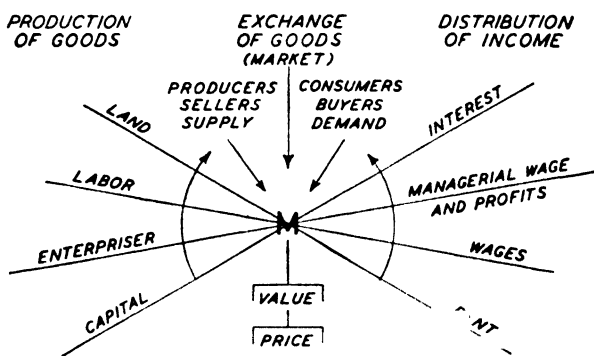 PRODUCTION
OF GOODS
EXCHANGE
OF GOODS
(MARKET)
DISTRIBUTION
OF INCOME
PRODUCERS
SELLERS
SUPPLY
CONSUMERS
BUYERS
DEMAND
LAND
LABOR
ENTERPRISER
CAPITAL
M
INTEREST
MANAGERIAL WAGE
AND PROFITS
WAGES
VALUE
PRICE